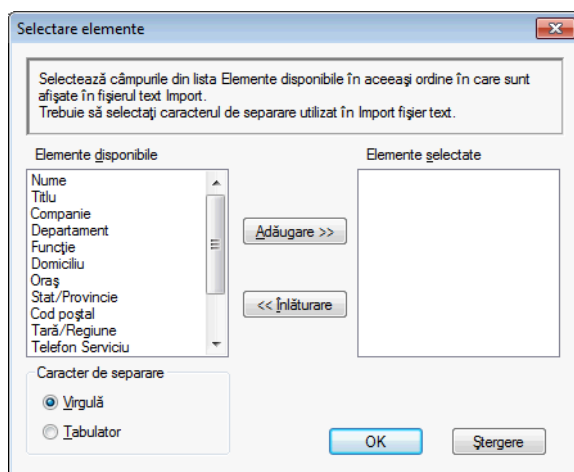 Selectare elemente
Selectează câmpurile din lista Elemente disponibile în aceeaşi ordine în care sunt
afişate în fişierul text Import.
Trebuie să selectaţi caracterul de separare utilizat în Import fişier text.
Elemente disponibile
Elemente selectate
Nume
Titlu
Companie
Departament
Funcţie
Domiciliu
Oraş
Stat/Provincie
Cod poştal
Tară/Regiune
Telefon Serviciu
Adăugare >>
<< Înlăturare
Caracter de separare
Virgulă
Tabulator
OK
Ştergere